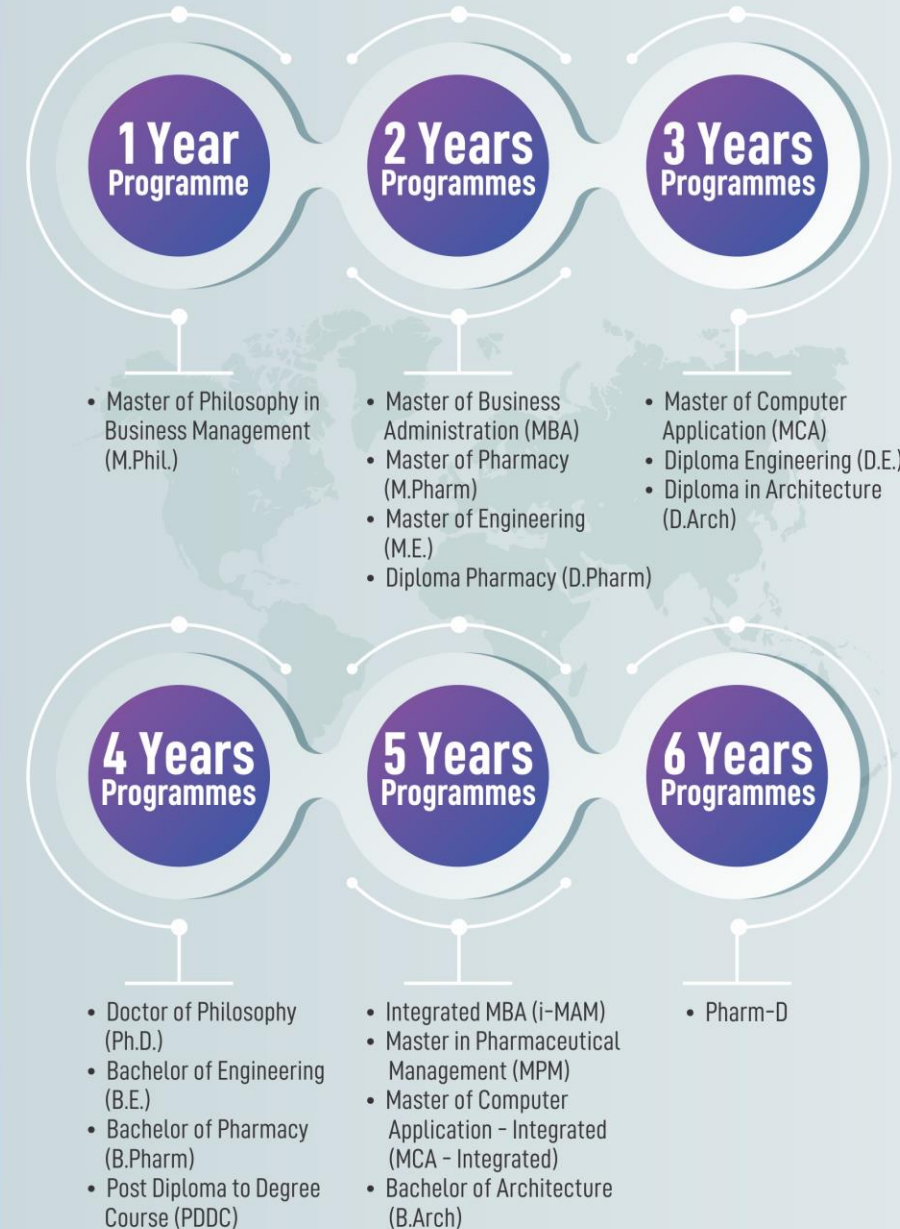 1 Year
Programme
2 Years
Programmes
3 Years
Programmes
• Master of Philosophy in
Business Management
(M.Phil.)
• Master of Business
Administration (MBA)
• Master of Pharmacy
(M.Pharm)
• Master of Engineering
(M.E.)
• Diploma Pharmacy (D.Pharm)
• Master of Computer
Application (MCA)
• Diploma Engineering (D.E.)
• Diploma in Architecture
(D.Arch)
4 Years
Programmes
5 Years
Programmes
6 Years
Programmes
• Doctor of Philosophy
(Ph.D.)
• Bachelor of Engineering
(B.E.)
• Bachelor of Pharmacy
(B.Pharm)
• Post Diploma to Degree
Course (PDDC)
• Integrated MBA (i-MAM)
• Master in Pharmaceutical
Management (MPM)
• Master of Computer
Application - Integrated
(MCA - Integrated)
• Bachelor of Architecture
(B.Arch)
• Pharm-D